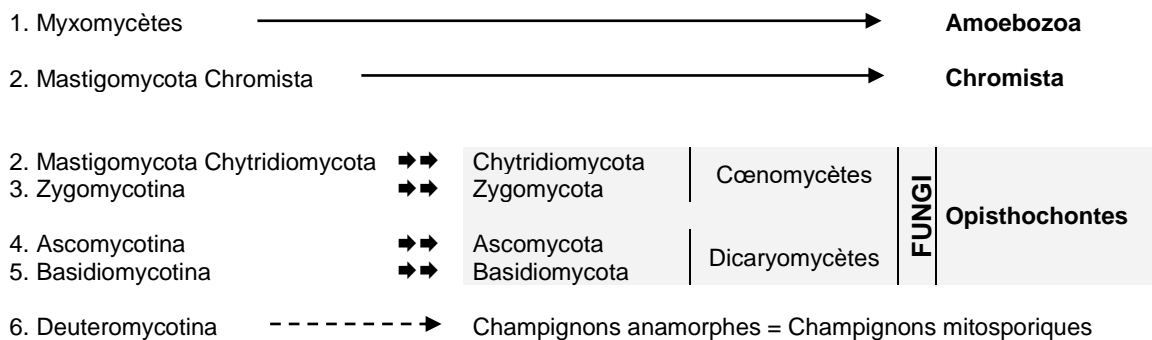 1. Myxomycètes Amoebozoa
2. Mastigomycota Chromista Chromista
2. Mastigomycota Chytridiomycota Chytridiomycota
3. Zygomycotina Zygomycota
Cœnomycètes
4. Ascomycotina Ascomycota
5. Basidiomycotina Basidiomycota
Dicaryomycètes
FUNGI
Opisthochontes
6. Deuteromycotina Champignons anamorphes = Champignons mitosporiques